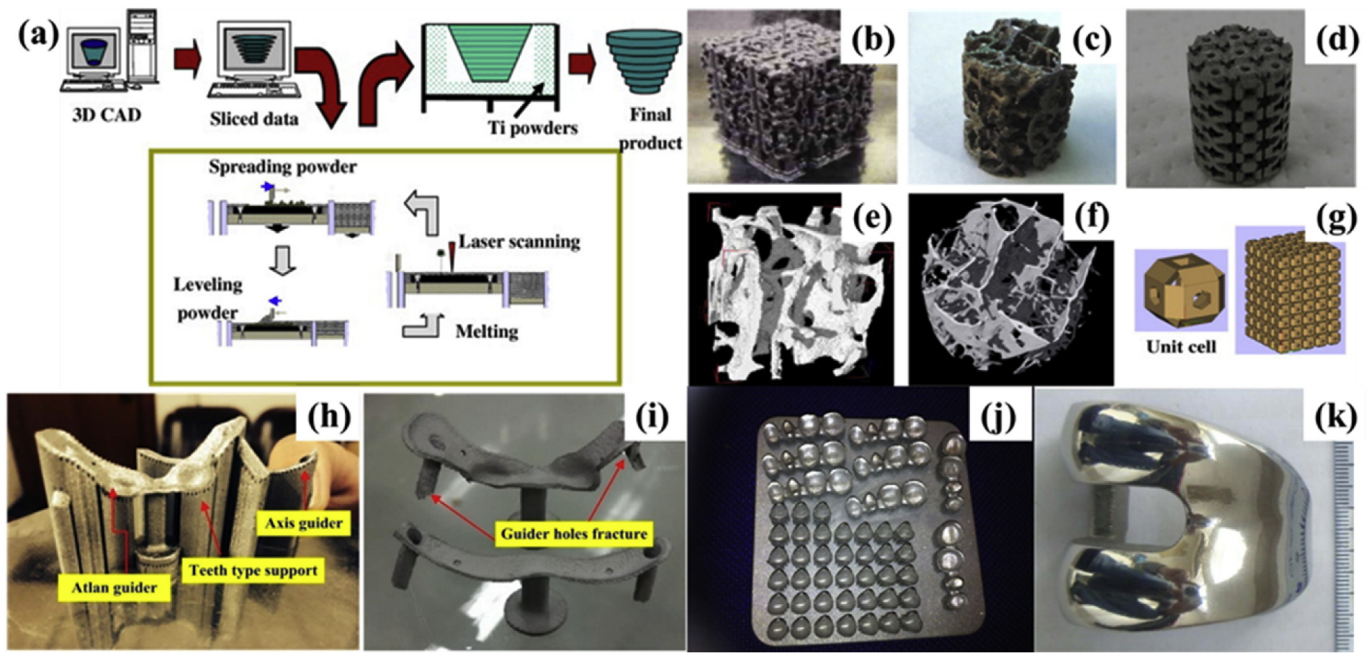 (a)
3D CAD
Sliced data
Ti powders
Final
product
Spreading powder
Laser scanning
Leveling
powder
Melting
(b)
(c)
(d)
(e)
(f)
(g)
Unit cell
(h)
Axis guider
Teeth type support
Atlan guider
(i)
Guider holes fracture
(j)
(k)